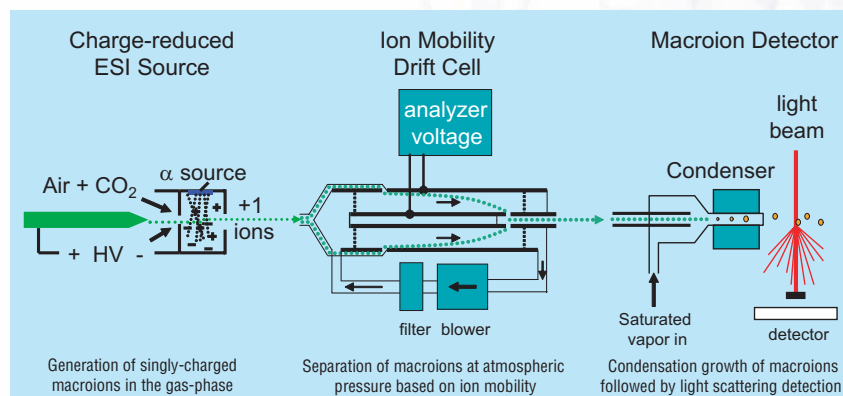 Charge-reduced
ESI Source
Ion Mobility
Drift Cell
Macroion Detector
analyzer
voltage
light
beam
Condenser
α source
Air + CO₂
+1
ions
+ HV -
filter
blower
Saturated
vapor in
detector
Generation of singly-charged
macroions in the gas-phase
Separation of macroions at atmospheric
pressure based on ion mobility
Condensation growth of macroions
followed by light scattering detection